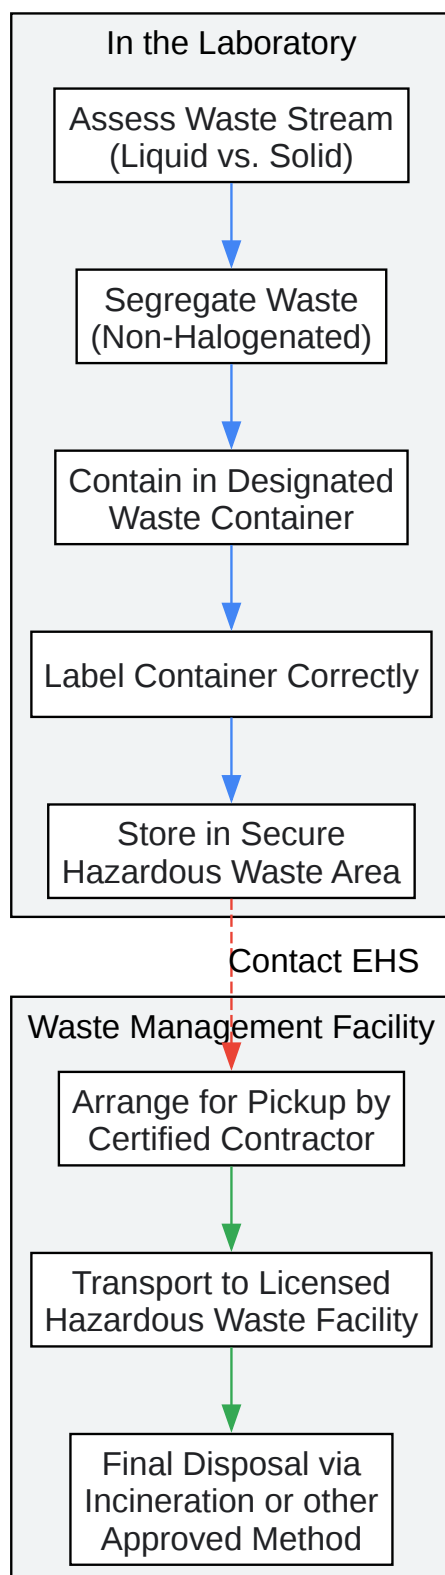 In the Laboratory
Assess Waste Stream
(Liquid vs. Solid)
Segregate Waste
(Non-Halogenated)
Contain in Designated
Waste Container
Label Container Correctly
Store in Secure
Hazardous Waste Area
Contact EHS
Waste Management Facility
Arrange for Pickup by
Certified Contractor
Transport to Licensed
Hazardous Waste Facility
Final Disposal via
Incineration or other
Approved Method